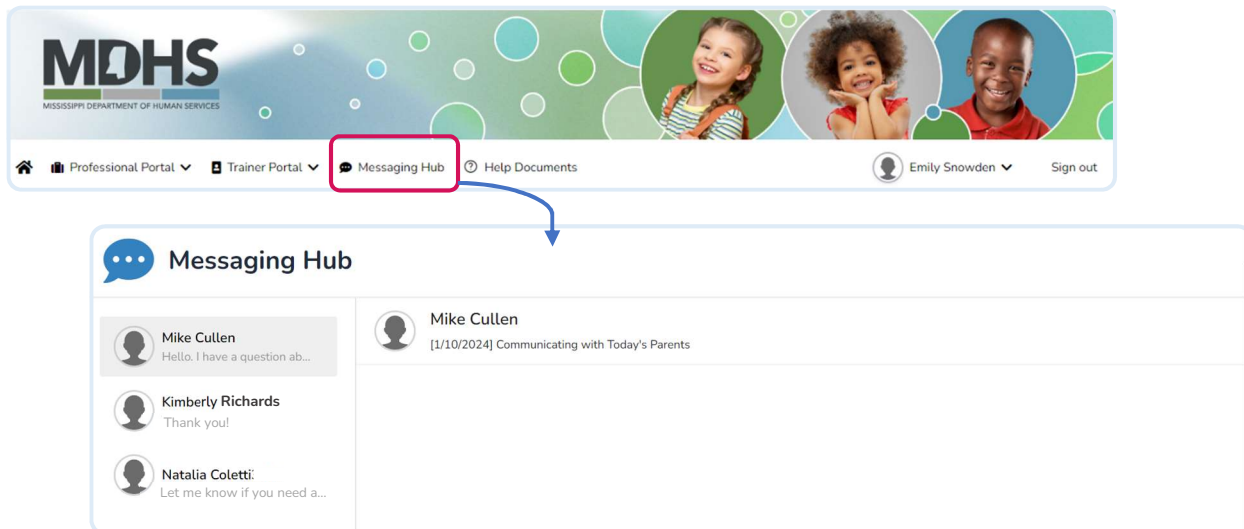 MDHS
MISSISSIPPI DEPARTMENT OF HUMAN SERVICES
Professional Portal Trainer Portal Messaging Hub Help Documents Emily Snowden Sign out
Messaging Hub
Mike Cullen
Hello. I have a question ab...
Kimberly Richards
Thank you!
Natalia Coletti
Let me know if you need a...
Mike Cullen
[1/10/2024] Communicating with Today's Parents